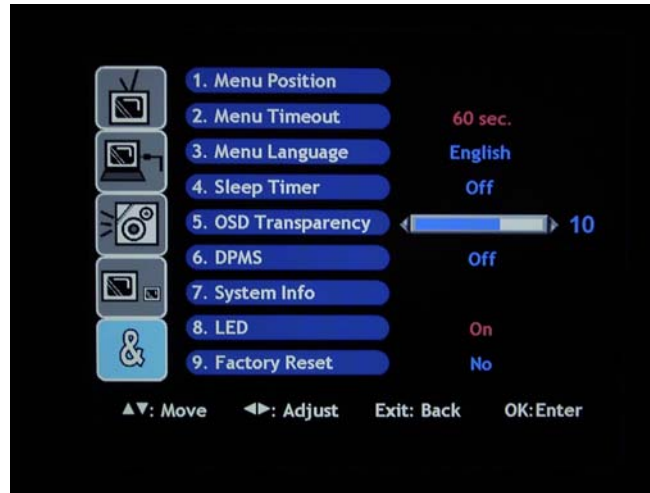 1. Menu Position
2. Menu Timeout 60 sec.
3. Menu Language English
4. Sleep Timer Off
5. OSD Transparency 10
6. DPMS Off
7. System Info
&
8. LED On
9. Factory Reset No
▲▼: Move ◀▶: Adjust Exit: Back OK:Enter